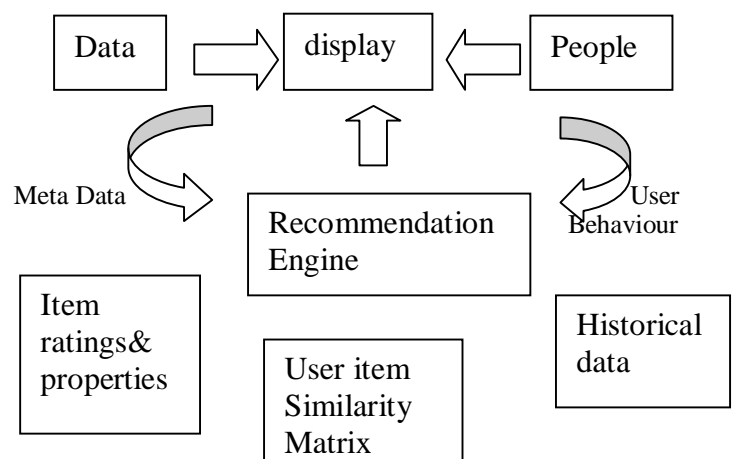 Data
display
People
Meta Data
User
Behaviour
Recommendation
Engine
Item
ratings&
properties
Historical
data
User item
Similarity
Matrix